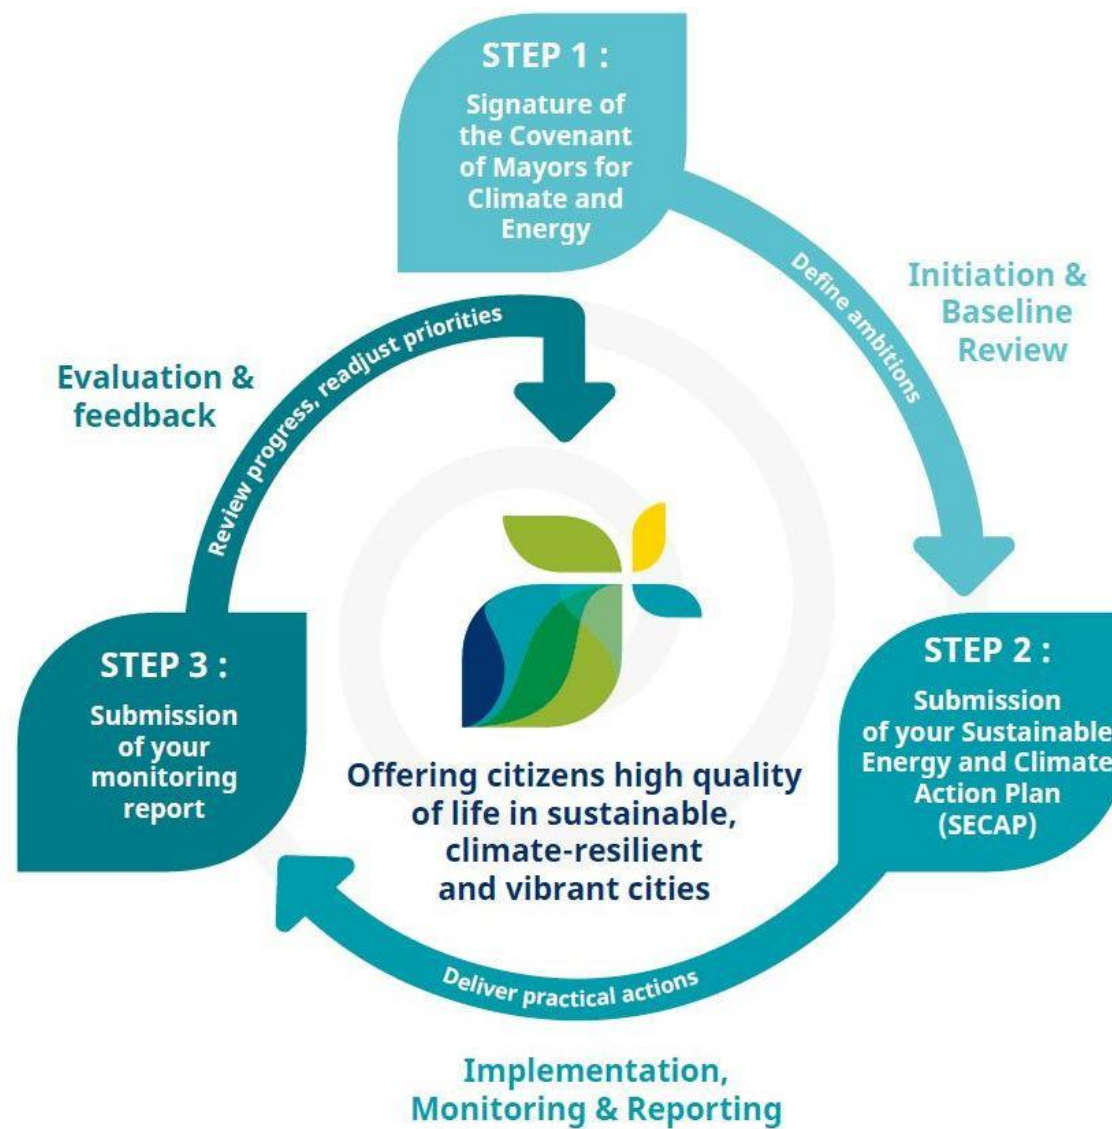 STEP 1 :
Signature of
the Covenant
of Mayors for
Climate and
Energy
Define ambitions
Initiation &
Baseline
Review
STEP 2 :
Submission
of your Sustainable
Energy and Climate
Action Plan
(SECAP)
Deliver practical actions
Implementation,
Monitoring & Reporting
STEP 3 :
Submission
of your
monitoring
report
Review progress, readjust priorities
Evaluation &
feedback
Offering citizens high quality
of life in sustainable,
climate-resilient
and vibrant cities